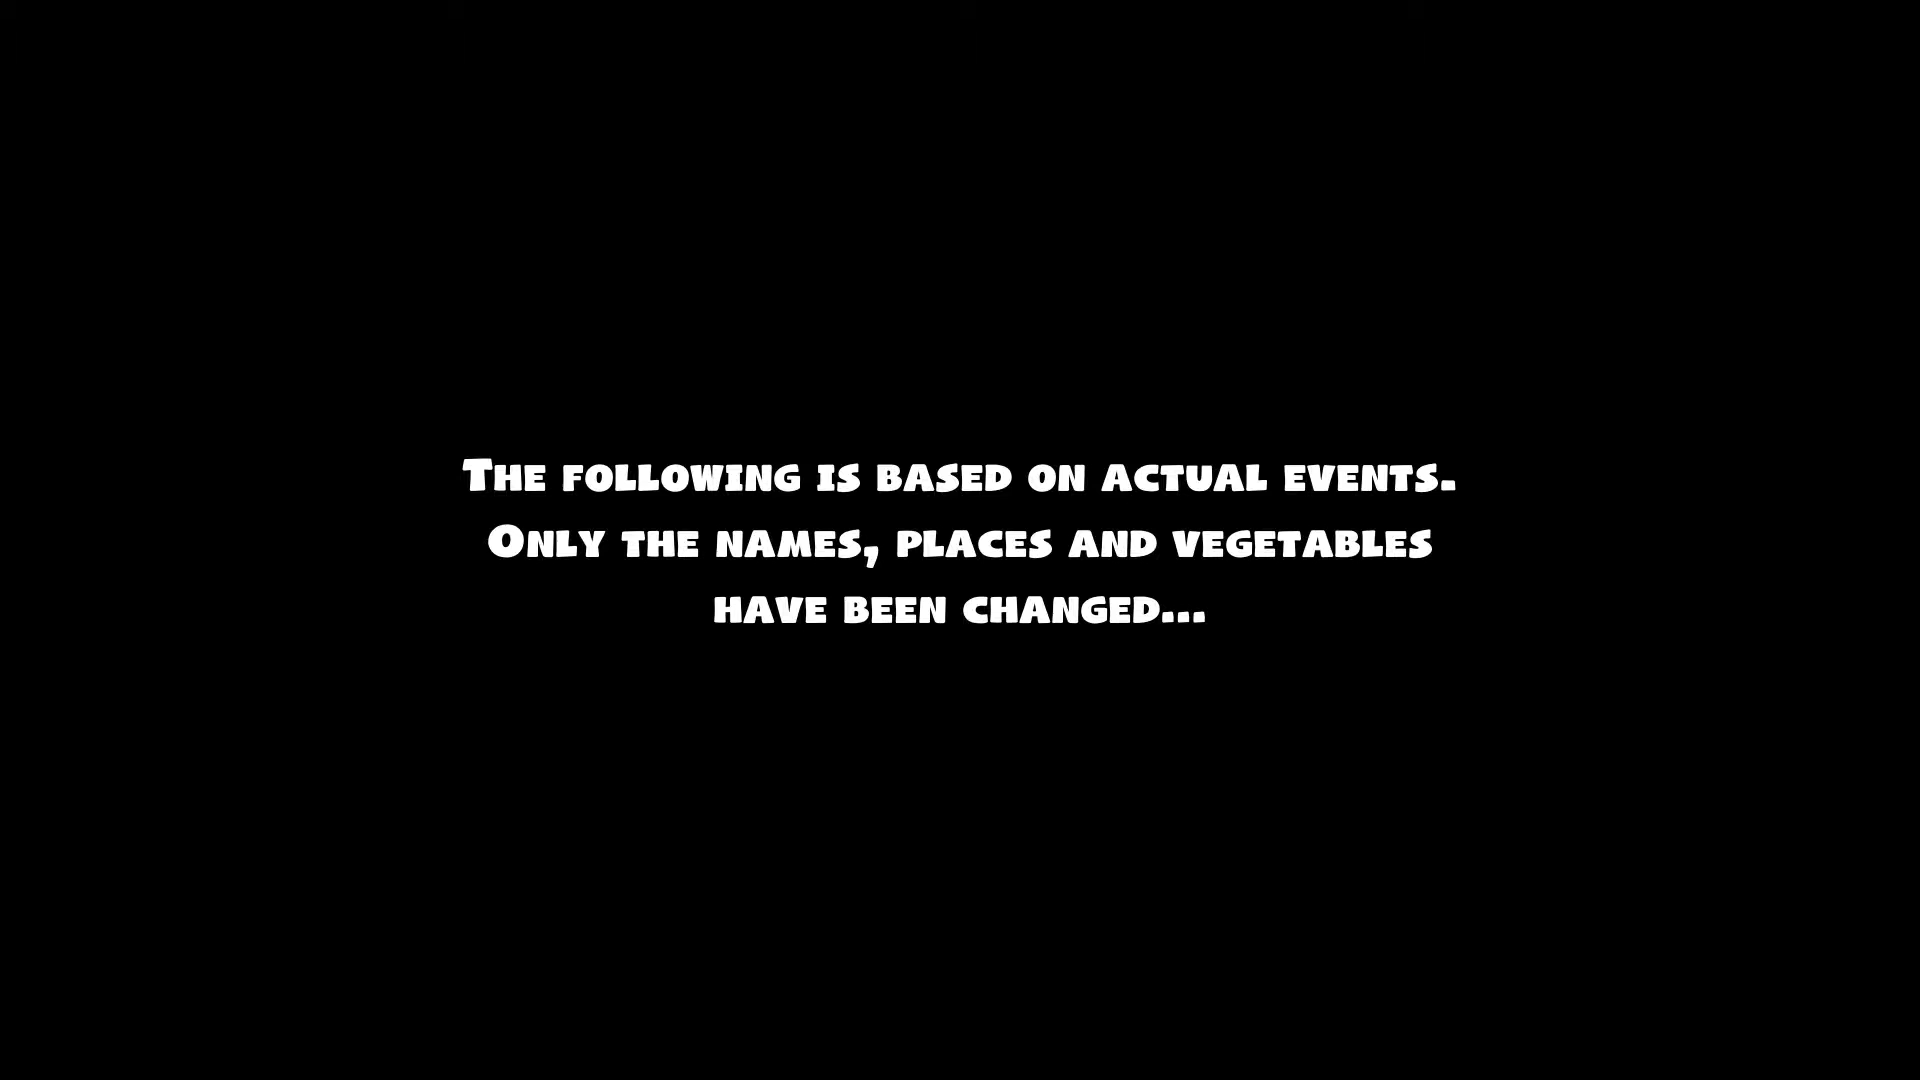 The following is based on actual events.
Only the names, places and vegetables
have been changed...